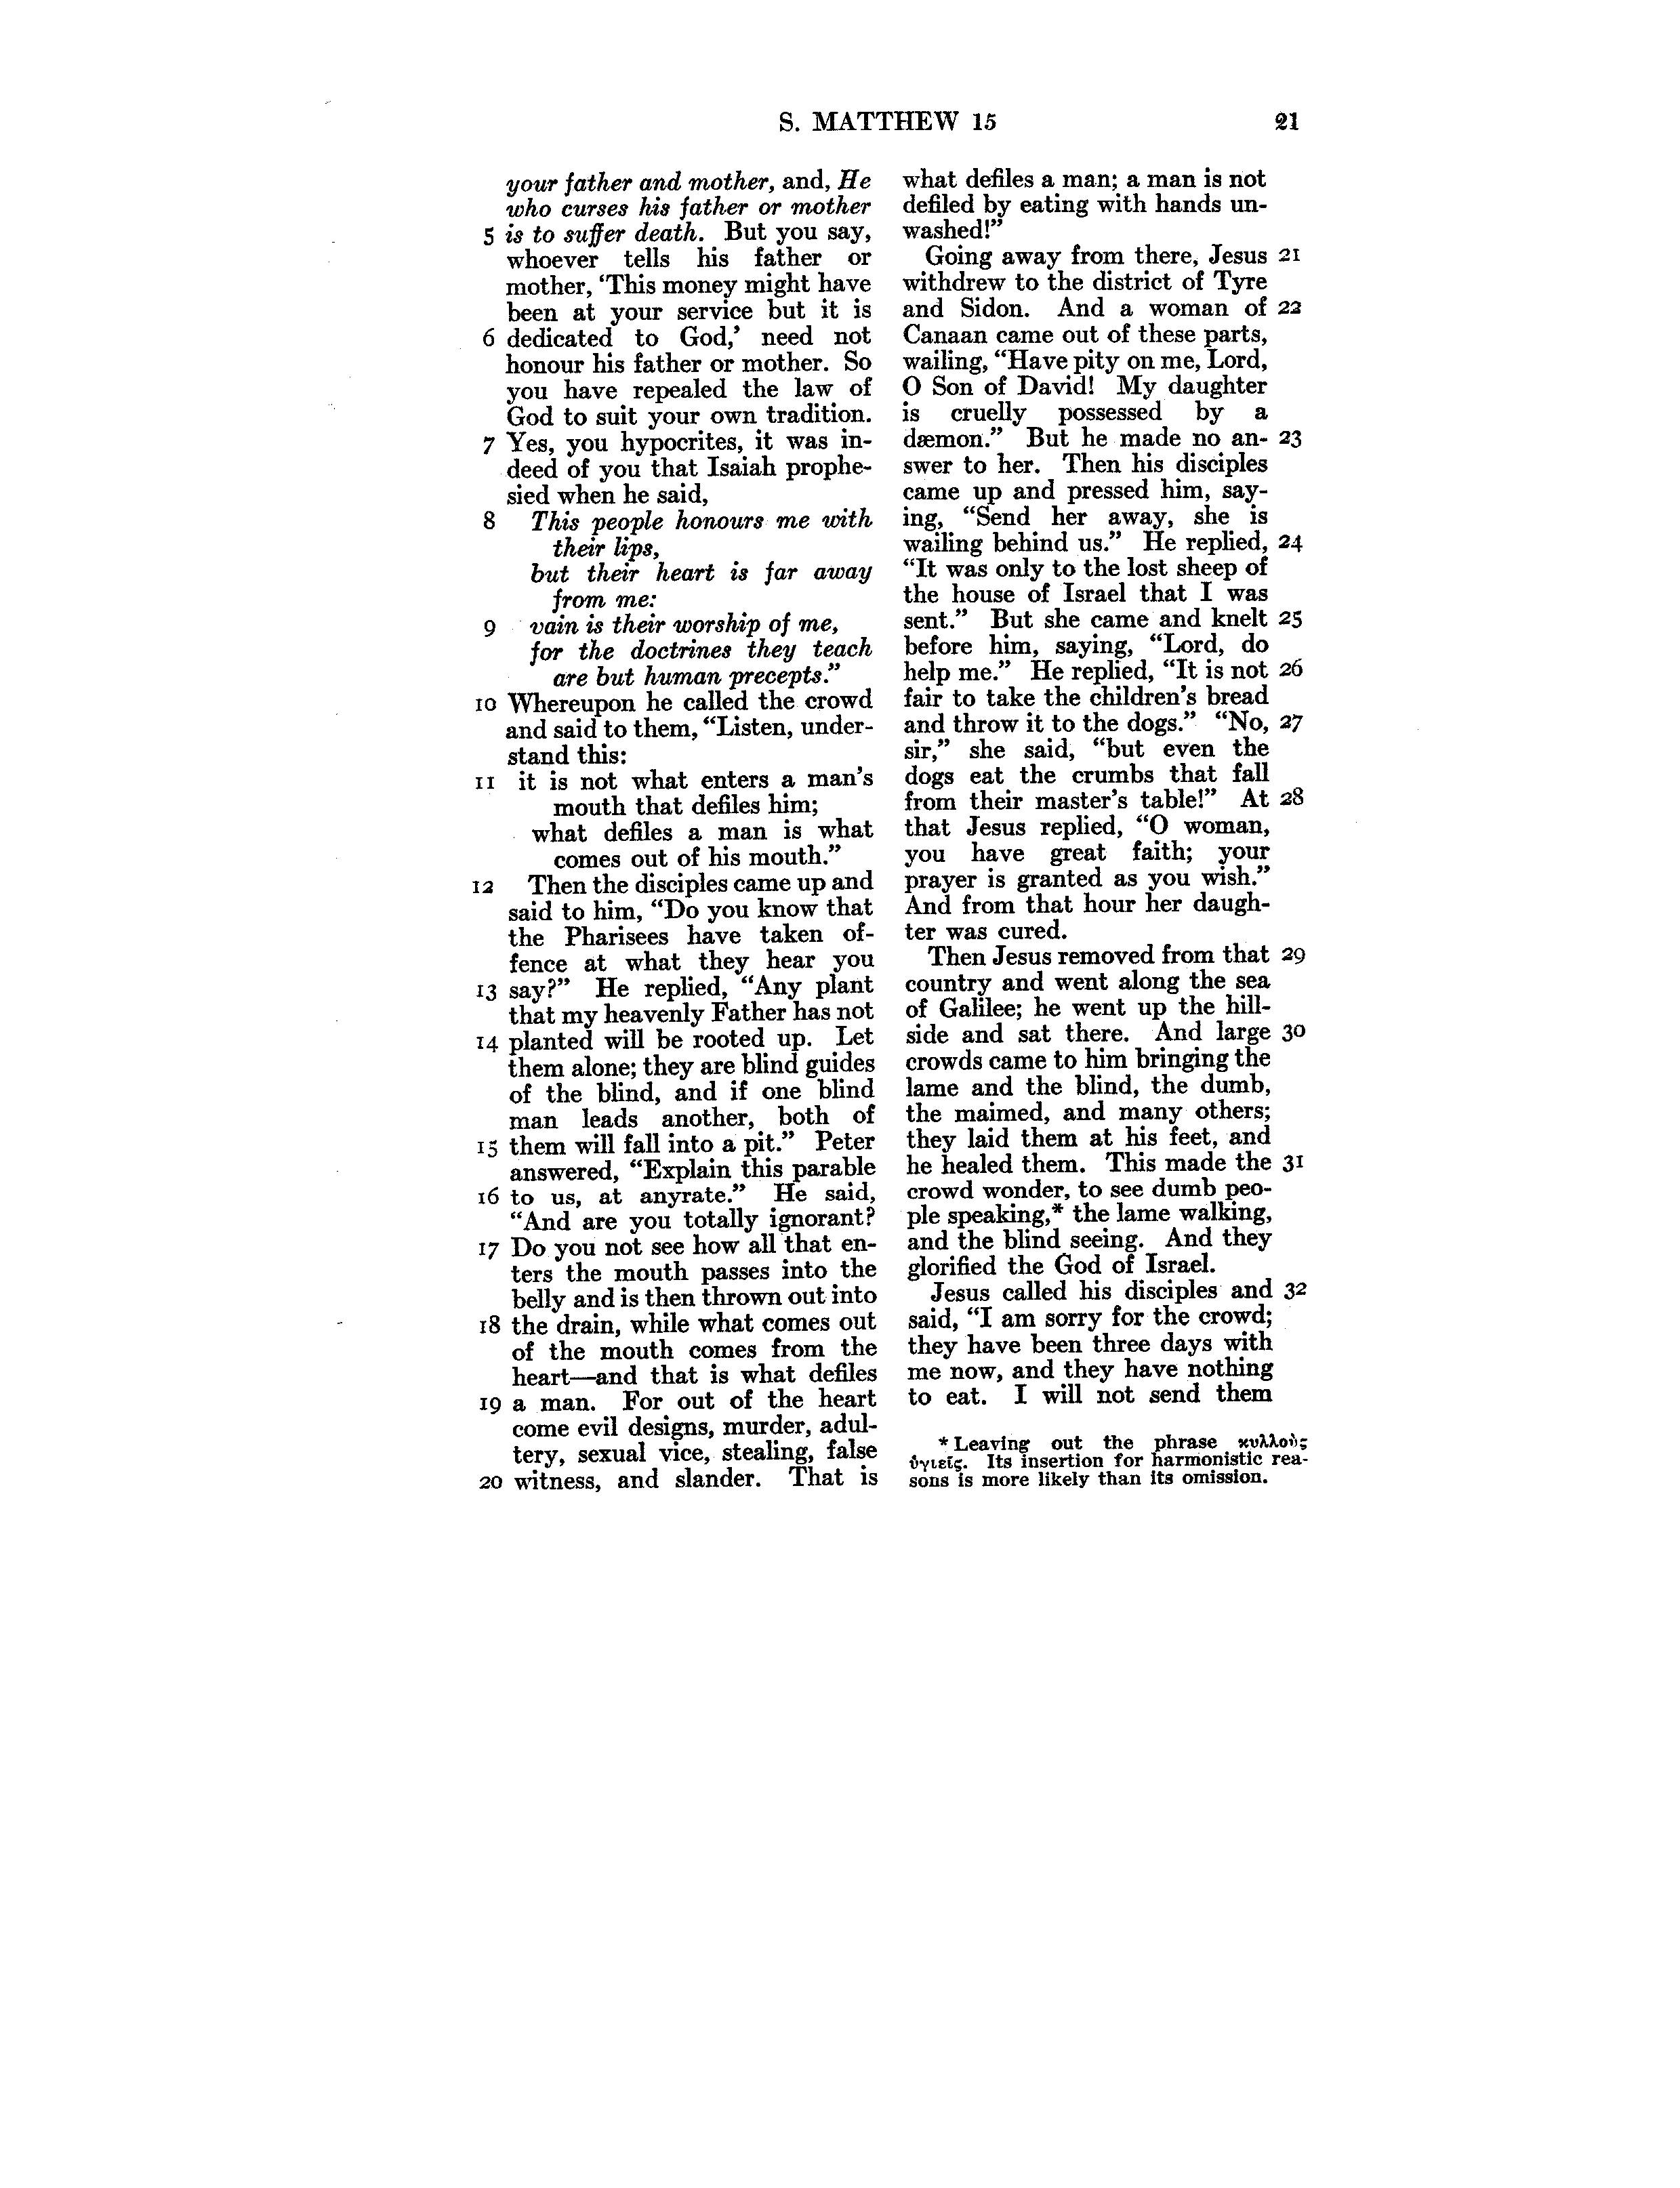 S. MATTHEW 15 21
your father and mother, and, He
who curses his father or mother
5 is to suffer death. But you say,
whoever tells his father or
mother, ‘This money might have
been at your service but it is
6 dedicated to God,’ need not
honour his father or mother. So
you have repealed the law of
God to suit your own tradition.
7 Yes, you hypocrites, it was in-
deed of you that Isaiah prophe-
sied when he said,
8 This people honours me with
their lips,
but their heart is far away
from me:
9 vain is their worship of me,
for the doctrines they teach
are but human precepts.”
10 Whereupon he called the crowd
and said to them, “Listen, under-
stand this:
11 it is not what enters a man’s
mouth that defiles him;
what defiles a man is what
comes out of his mouth.”
12 Then the disciples came up and
said to him, “Do you know that
the Pharisees have taken of-
fence at what they hear you
13 say?” He replied, “Any plant
that my heavenly Father has not
14 planted will be rooted up. Let
them alone; they are blind guides
of the blind, and if one blind
man leads another, both of
15 them will fall into a pit.” Peter
answered, “Explain this parable
16 to us, at anyrate.” He said,
“And are you totally ignorant?
17 Do you not see how all that en-
ters the mouth passes into the
belly and is then thrown out into
18 the drain, while what comes out
of the mouth comes from the
heart—and that is what defiles
19 a man. For out of the heart
come evil designs, murder, adul-
tery, sexual vice, stealing, false
20 witness, and slander. That is
what defiles a man; a man is not
defiled by eating with hands un-
washed!”
Going away from there, Jesus 21
withdrew to the district of Tyre
and Sidon. And a woman of 22
Canaan came out of these parts,
wailing, “Have pity on me, Lord,
O Son of David! My daughter
is cruelly possessed by a
dæmon.” But he made no an- 23
swer to her. Then his disciples
came up and pressed him, say-
ing, “Send her away, she is
wailing behind us.” He replied, 24
“It was only to the lost sheep of
the house of Israel that I was
sent.” But she came and knelt 25
before him, saying, “Lord, do
help me.” He replied, “It is not 26
fair to take the children’s bread
and throw it to the dogs.” “No, 27
sir,” she said, “but even the
dogs eat the crumbs that fall
from their master’s table!” At 28
that Jesus replied, “O woman,
you have great faith; your
prayer is granted as you wish.”
And from that hour her daugh-
ter was cured.
Then Jesus removed from that 29
country and went along the sea
of Galilee; he went up the hill-
side and sat there. And large 30
crowds came to him bringing the
lame and the blind, the dumb,
the maimed, and many others;
they laid them at his feet, and
he healed them. This made the 31
crowd wonder, to see dumb peo-
ple speaking,* the lame walking,
and the blind seeing. And they
glorified the God of Israel.
Jesus called his disciples and 32
said, “I am sorry for the crowd;
they have been three days with
me now, and they have nothing
to eat. I will not send them
* Leaving out the phrase κυλλοὺς
ὑγιεῖς. Its insertion for harmonistic rea-
sons is more likely than its omission.